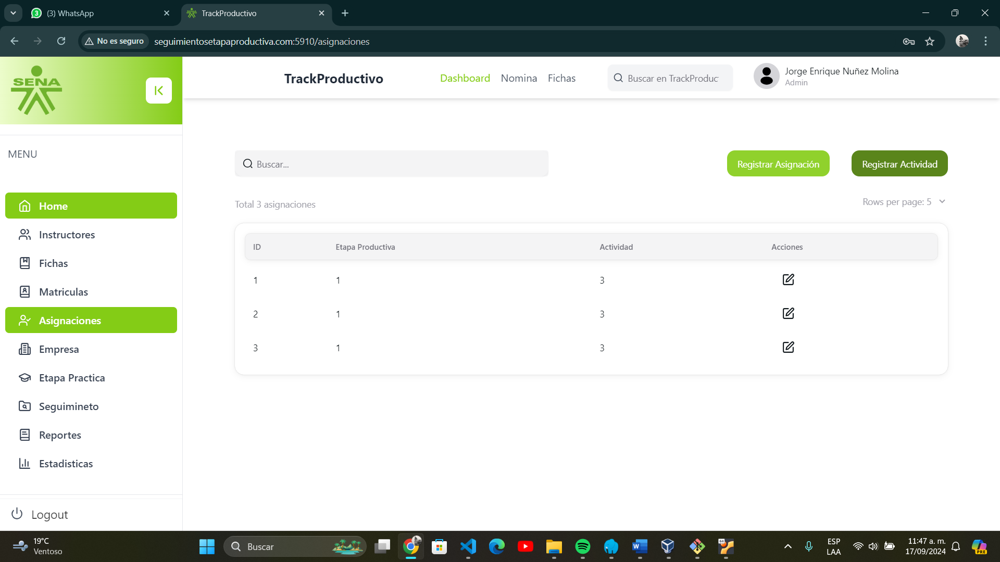 (3) WhatsApp
TrackProductivo
No es seguro
seguimientosetapaproductiva.com:5910/asignaciones
SENA
TrackProductivo
Dashboard
Nomina
Fichas
Buscar en TrackProduc
Jorge Enrique Nuñez Molina
Admin
MENU
Home
Instructores
Fichas
Matriculas
Asignaciones
Empresa
Etapa Practica
Seguimineto
Reportes
Estadisticas
Logout
Buscar...
Registrar Asignación
Registrar Actividad
Total 3 asignaciones
Rows per page: 5
ID Etapa Productiva Actividad Acciones
1 1 3
2 1 3
3 1 3
19°C
Ventoso
Buscar
64
ESP
LAA
11:47 a. m.
17/09/2024
PRE